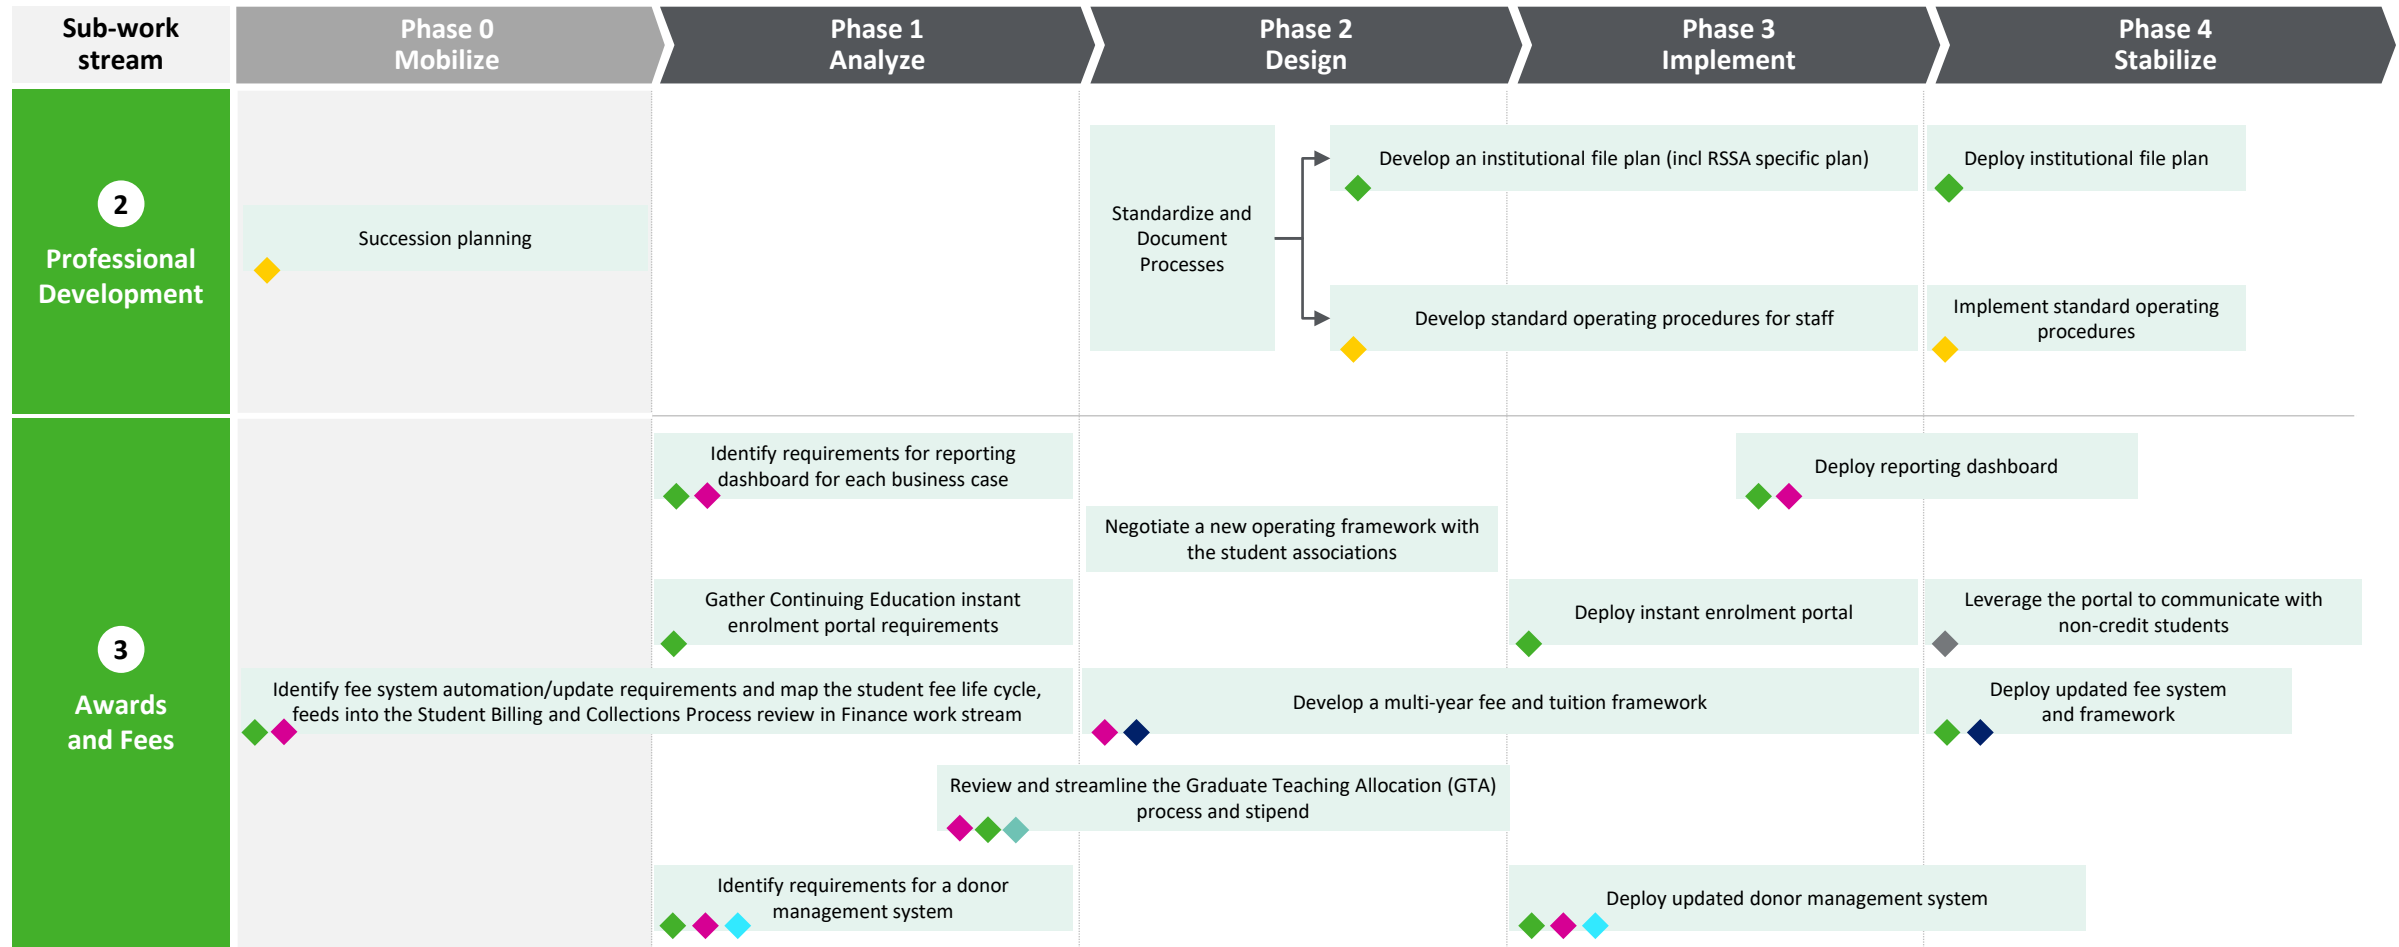 Sub-work
stream
Phase 0
Mobilize
Phase 1
Analyze
Phase 2
Design
Phase 3
Implement
Phase 4
Stabilize
2
Professional
Development
Succession planning
Standardize and
Document
Processes
Develop an institutional file plan (incl RSSA specific plan)
Deploy institutional file plan
Develop standard operating procedures for staff
Implement standard operating
procedures
3
Awards
and Fees
Identify requirements for reporting
dashboard for each business case
Deploy reporting dashboard
Negotiate a new operating framework with
the student associations
Gather Continuing Education instant
enrolment portal requirements
Deploy instant enrolment portal
Leverage the portal to communicate with
non-credit students
Identify fee system automation/update requirements and map the student fee life cycle,
feeds into the Student Billing and Collections Process review in Finance work stream
Develop a multi-year fee and tuition framework
Deploy updated fee system
and framework
Review and streamline the Graduate Teaching Allocation (GTA)
process and stipend
Identify requirements for a donor
management system
Deploy updated donor management system